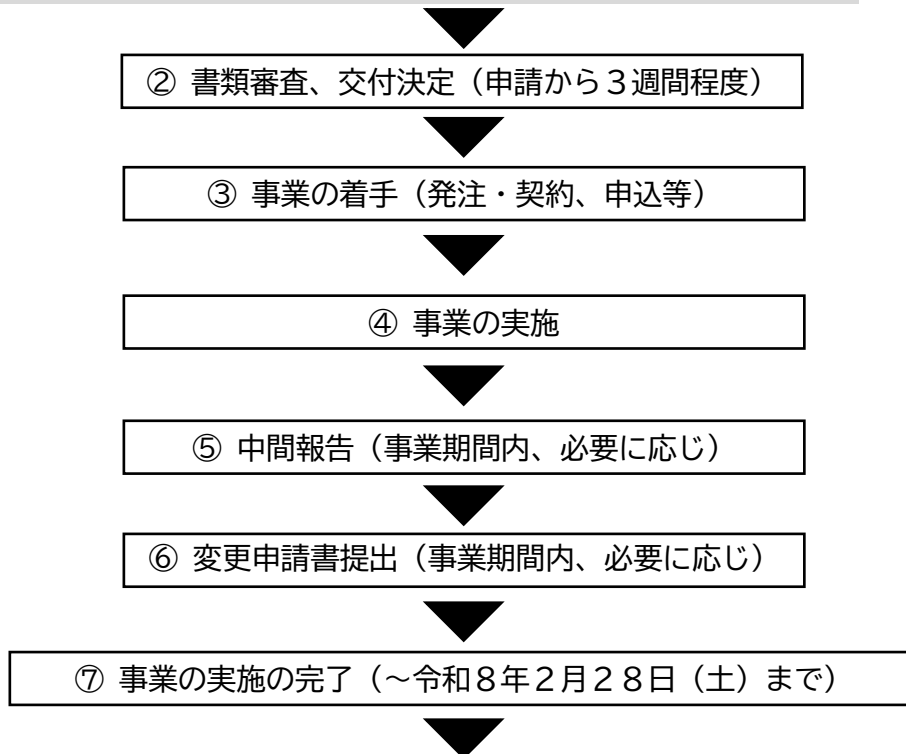 ② 書類審査、交付決定（申請から３週間程度）
③ 事業の着手（発注・契約、申込等）
④ 事業の実施
⑤ 中間報告（事業期間内、必要に応じ）
⑥ 変更申請書提出（事業期間内、必要に応じ）
⑦ 事業の実施の完了（～令和８年２月２８日（土）まで）